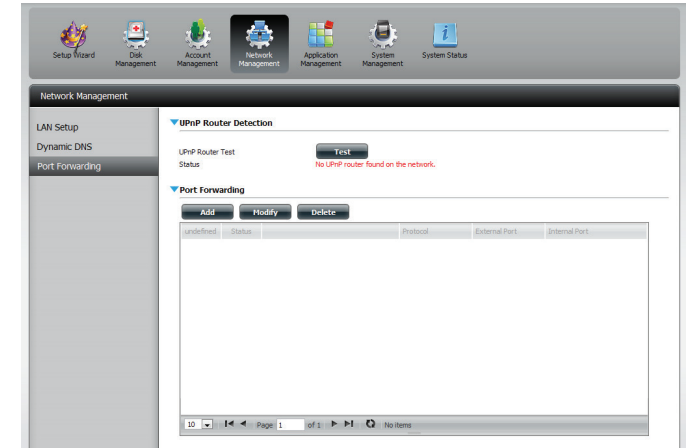 Setup Wizard
Disk Management
Account Management
Network Management
Application Management
System Management
System Status
Network Management
LAN Setup
Dynamic DNS
Port Forwarding
UPnP Router Detection
UPnP Router Test Test
Status No UPnP router found on the network.
Port Forwarding
Add Modify Delete
undefined Status Protocol External Port Internal Port
10 Page 1 of 1 No items